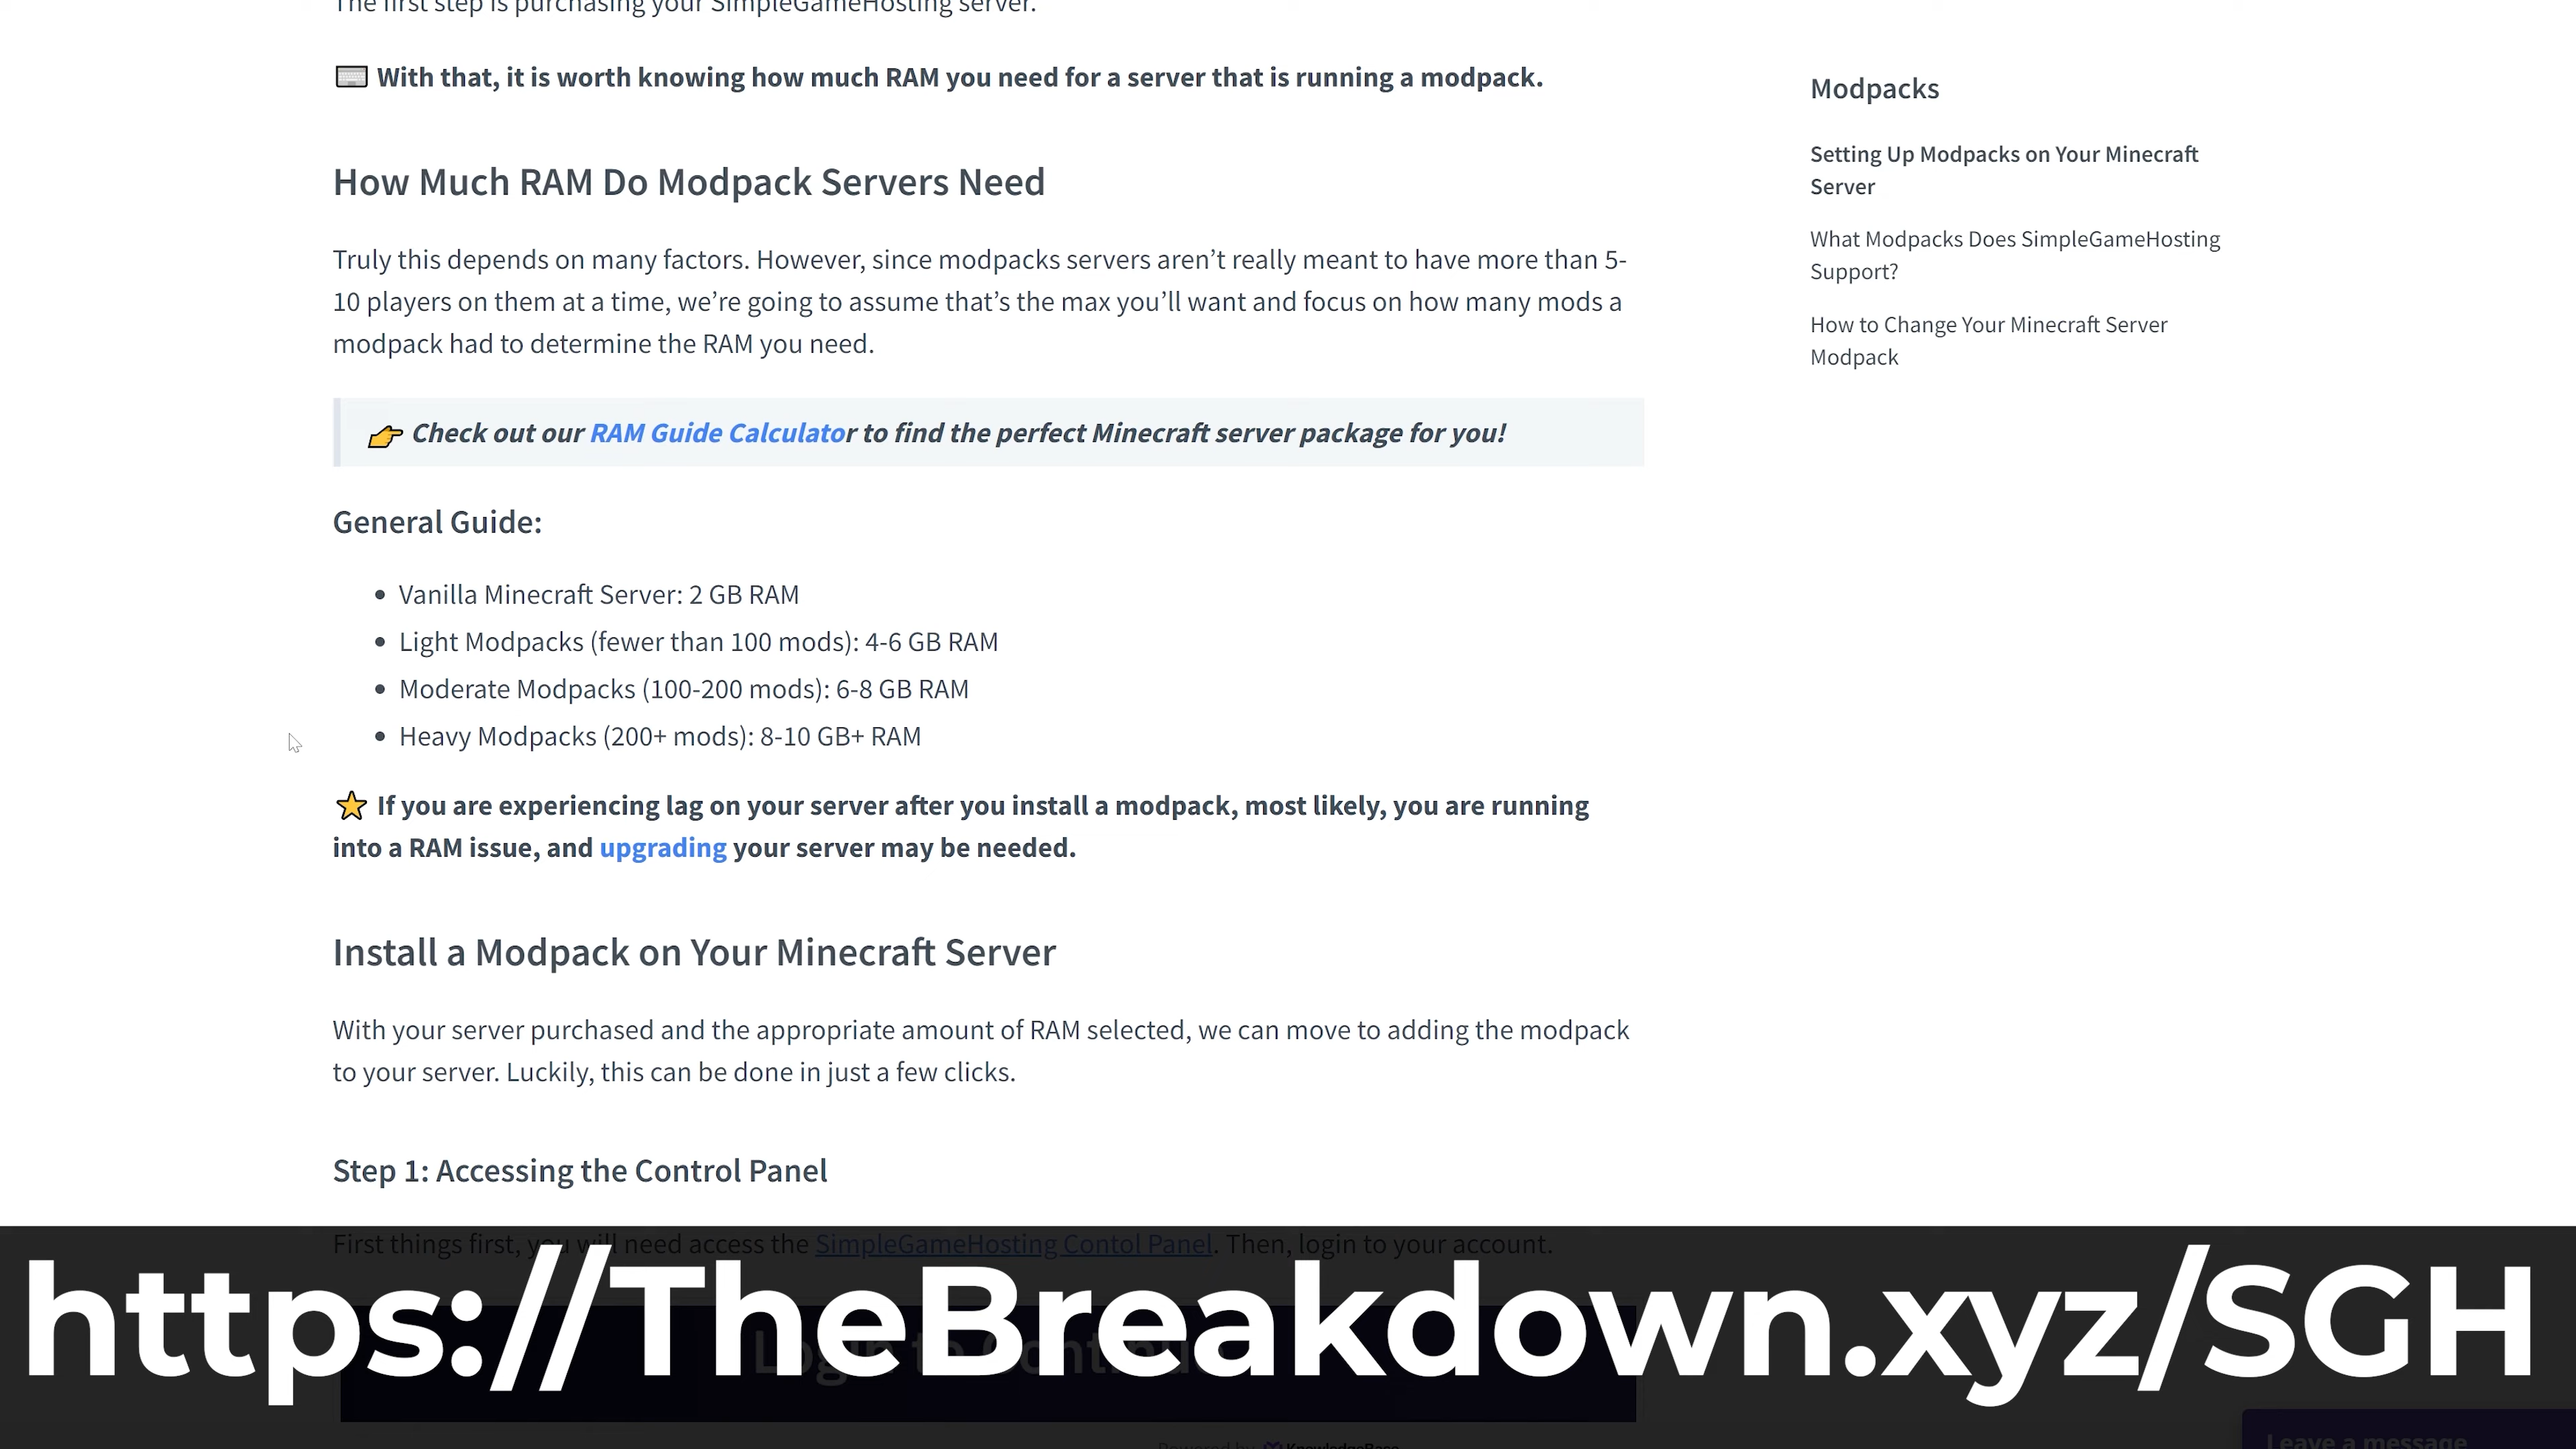 The first step is purchasing your SimpleGameHosting server.
With that, it is worth knowing how much RAM you need for a server that is running a modpack.
How Much RAM Do Modpack Servers Need
Truly this depends on many factors. However, since modpacks servers aren’t really meant to have more than 5-
10 players on them at a time, we’re going to assume that’s the max you’ll want and focus on how many mods a
modpack had to determine the RAM you need.
Check out our RAM Guide Calculator to find the perfect Minecraft server package for you!
General Guide:
• Vanilla Minecraft Server: 2 GB RAM
• Light Modpacks (fewer than 100 mods): 4-6 GB RAM
• Moderate Modpacks (100-200 mods): 6-8 GB RAM
• Heavy Modpacks (200+ mods): 8-10 GB+ RAM
If you are experiencing lag on your server after you install a modpack, most likely, you are running
into a RAM issue, and upgrading your server may be needed.
Install a Modpack on Your Minecraft Server
With your server purchased and the appropriate amount of RAM selected, we can move to adding the modpack
to your server. Luckily, this can be done in just a few clicks.
Step 1: Accessing the Control Panel
First things first, you will need access the SimpleGameHosting Contol Panel. Then, login to your account.
Login to Continue
Powered by KnowledgeBase
Modpacks
Setting Up Modpacks on Your Minecraft
Server
What Modpacks Does SimpleGameHosting
Support?
How to Change Your Minecraft Server
Modpack
https://TheBreakdown.xyz/SGH
Leave a message